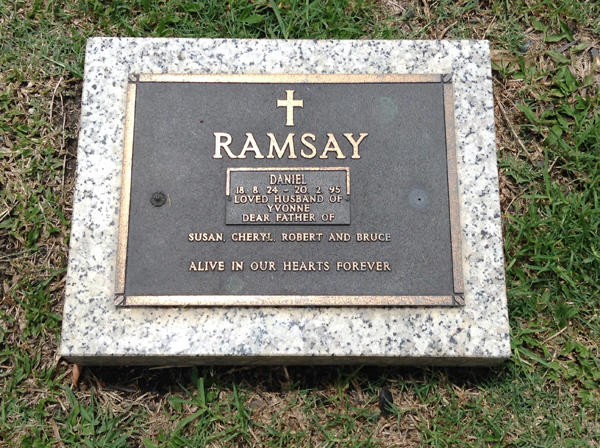 RAMSAY
DANIEL
18. 8. 24 - 20. 2. 95
LOVED HUSBAND OF
YVONNE
DEAR FATHER OF
SUSAN, CHERYL, ROBERT AND BRUCE
ALIVE IN OUR HEARTS FOREVER